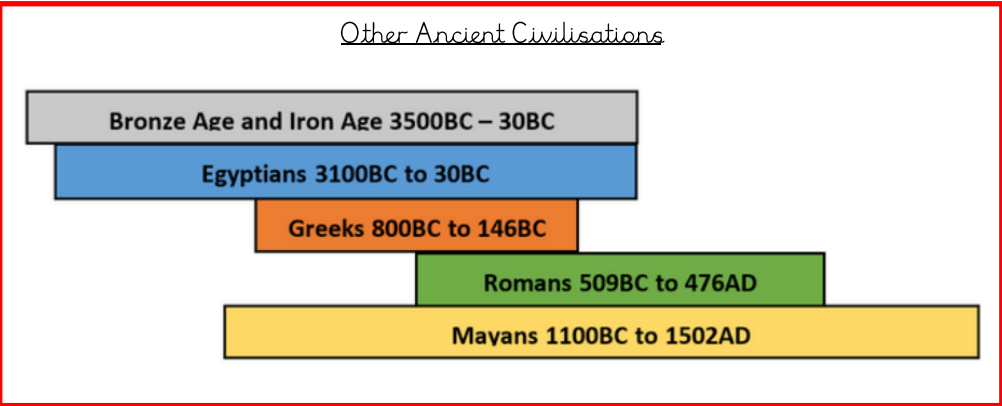 Other Ancient Civilisations
Bronze Age and Iron Age 3500BC – 30BC
Egyptians 3100BC to 30BC
Greeks 800BC to 146BC
Romans 509BC to 476AD
Mayans 1100BC to 1502AD